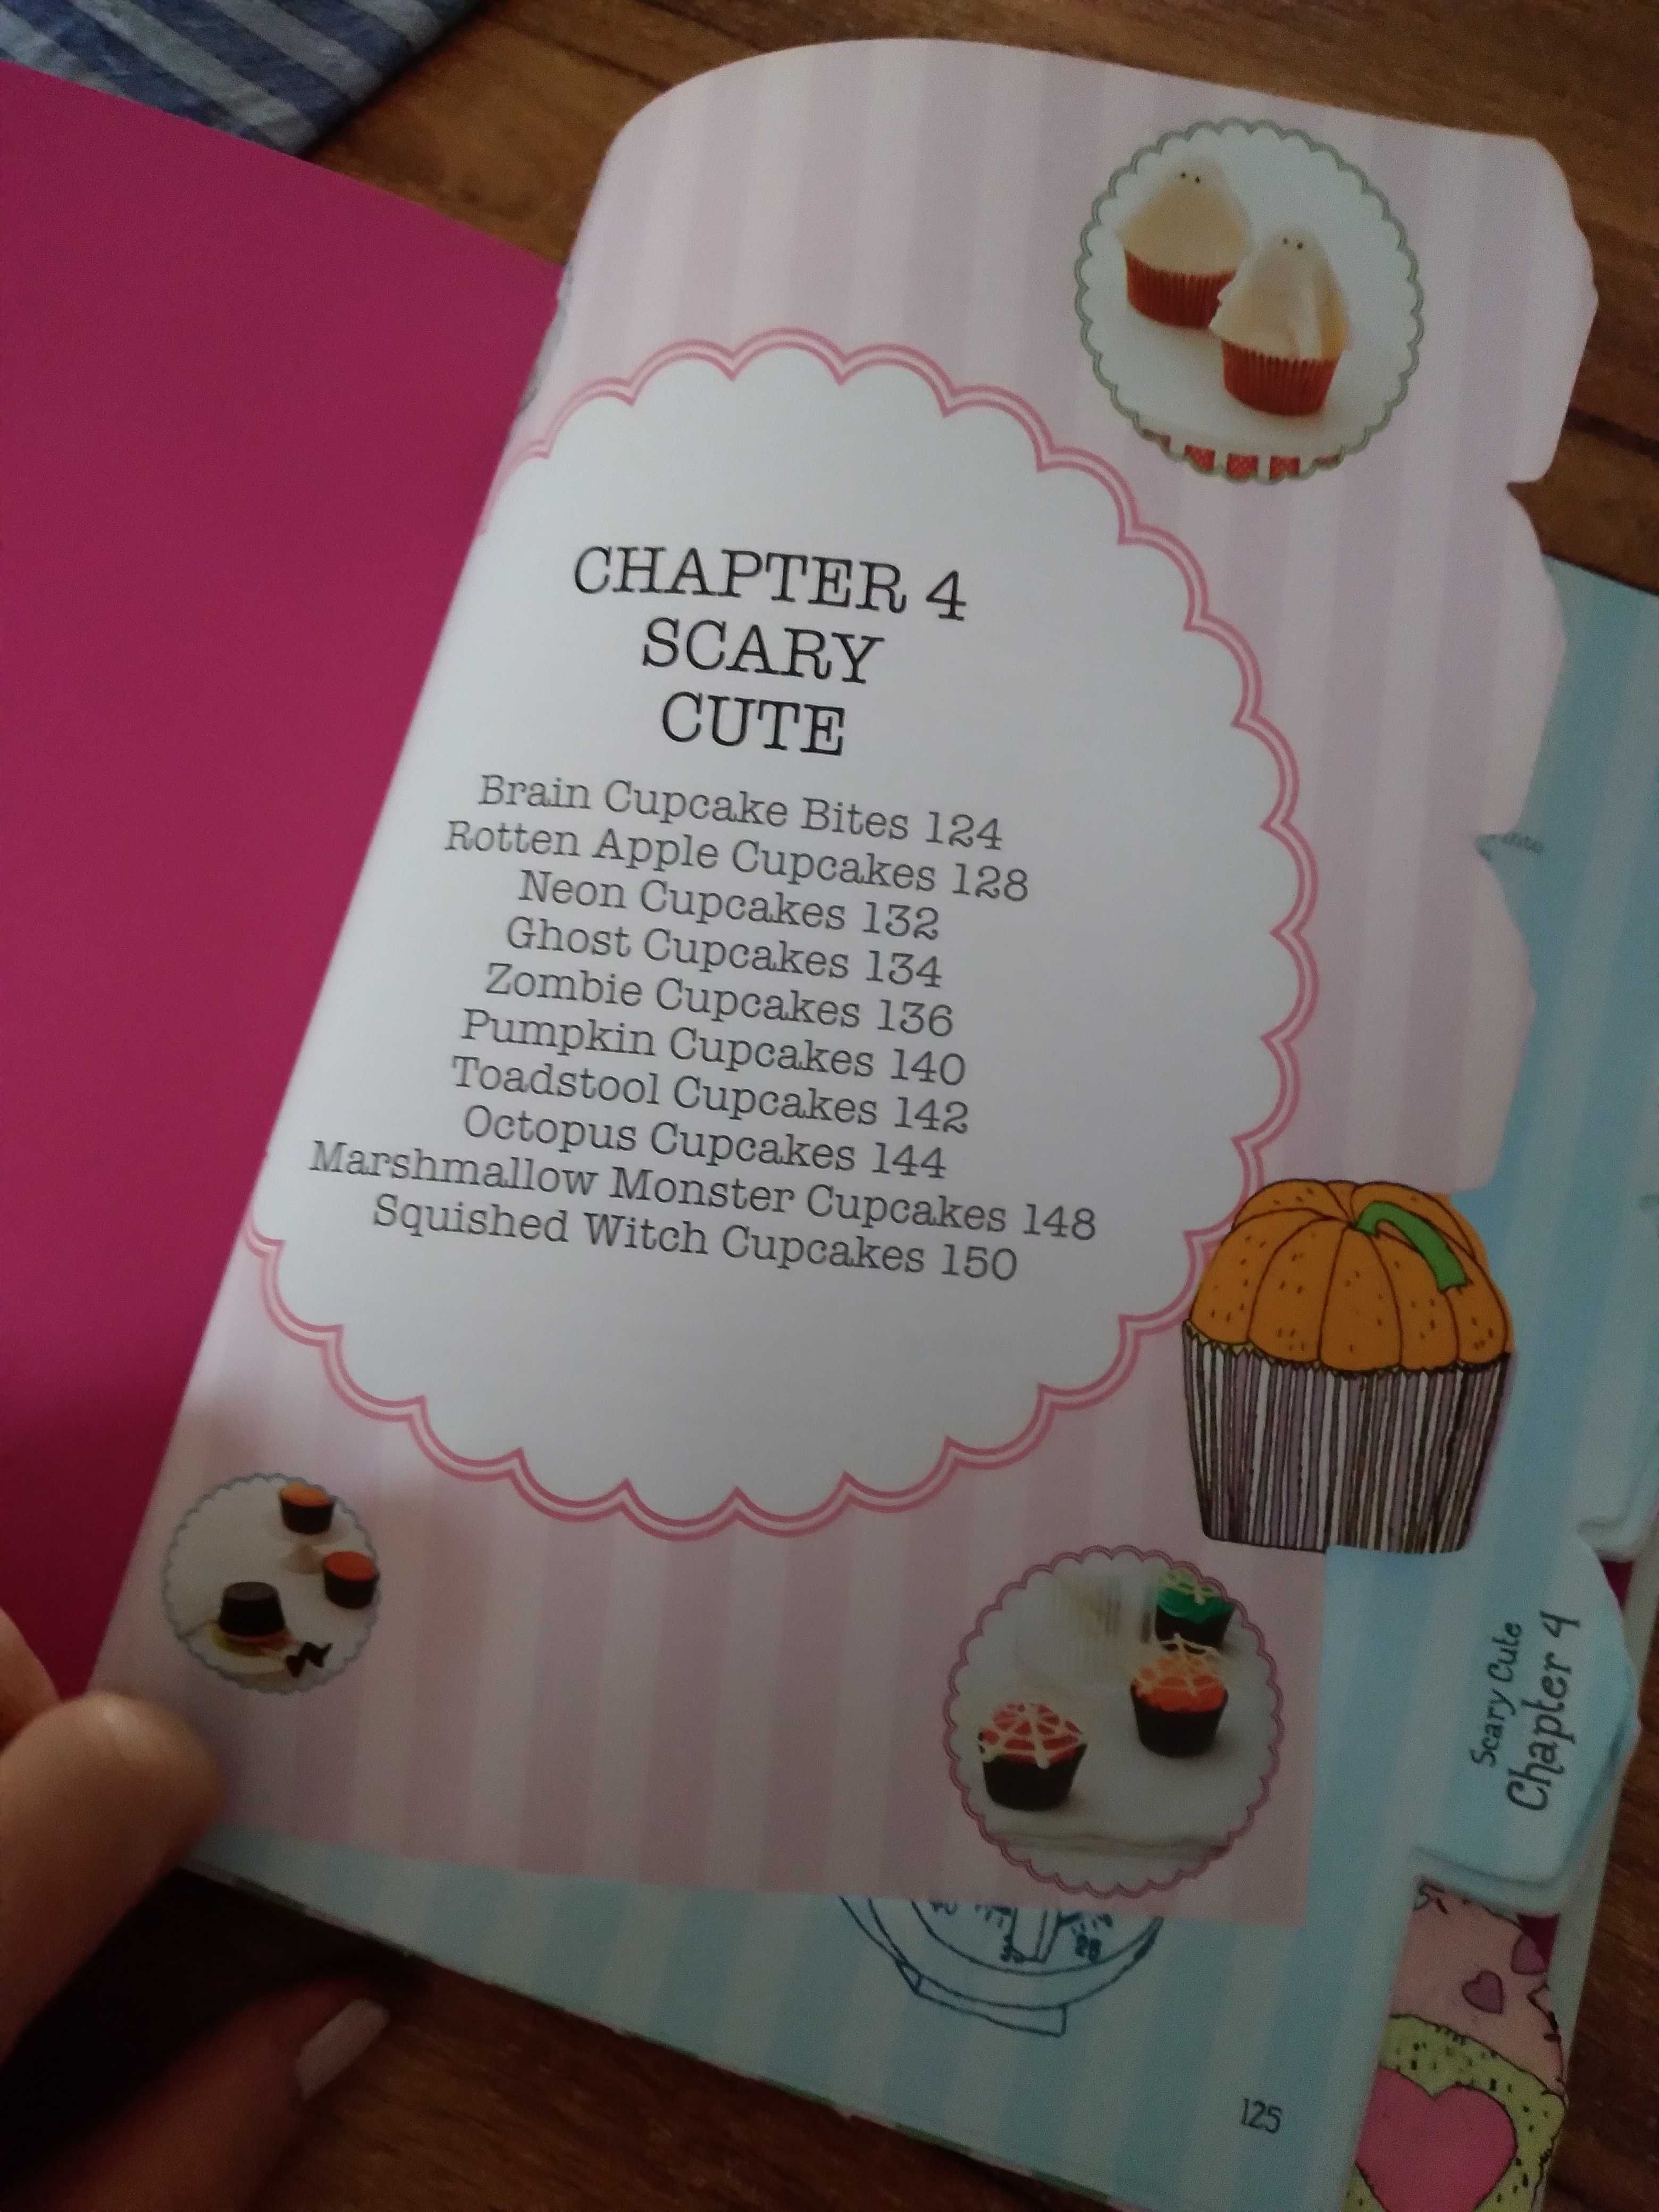 CHAPTER 4
SCARY
CUTE
Brain Cupcake Bites 124
Rotten Apple Cupcakes 128
Neon Cupcakes 132
Ghost Cupcakes 134
Zombie Cupcakes 136
Pumpkin Cupcakes 140
Toadstool Cupcakes 142
Octopus Cupcakes 144
Marshmallow Monster Cupcakes 148
Squished Witch Cupcakes 150
Scary Cute
Chapter 4
125